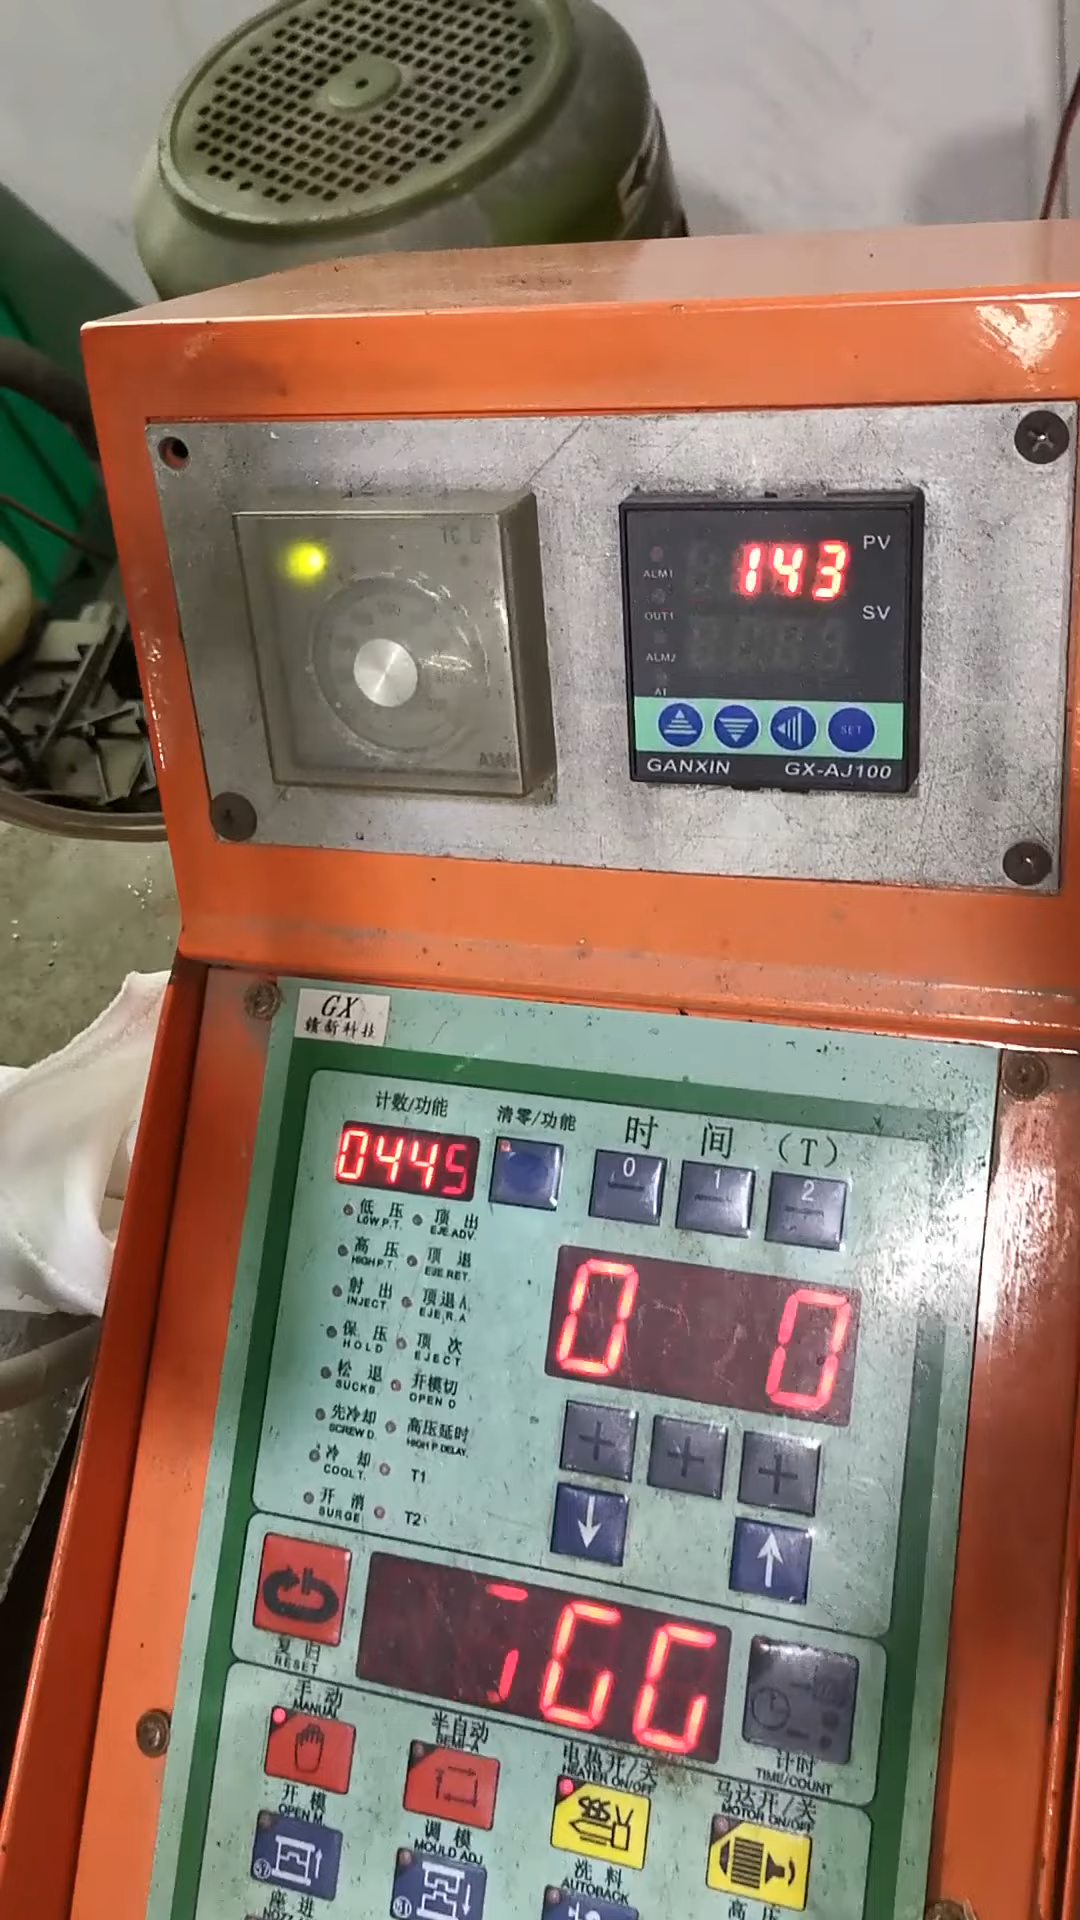 PV
143
ALM1
SV
OUT1
ALM2
SET
GANXIN GX-AJ100
GX
赣新科技
计数/功能
清零/功能
时 间 (T)
0445
0 1 2
低 压
LOW P.T.
顶 出
EJE.ADV.
高 压
HIGH P.T.
顶 退
EJE.RET.
射 出
INJECT.
顶退A
EJE.R.A
保 压
HOLD
顶 次
EJECT
松 退
SUCKB
开模切
OPEN O
先冷却
SCREW D.
高压延时
HIGH P DELAY.
冷 却
COOL T.
T1
开 消
SURGE
T2
0 0
复 归
RESET
计时
TIME/COUNT
手 动
MANUAL
半自动
SEMI-A
电热开/关
HEATER ON/OFF
马达开/关
MOTOR ON/OFF
开 模
OPEN M.
调 模
MOULD ADJ
洗 料
AUTOBACK
高 压
座 进